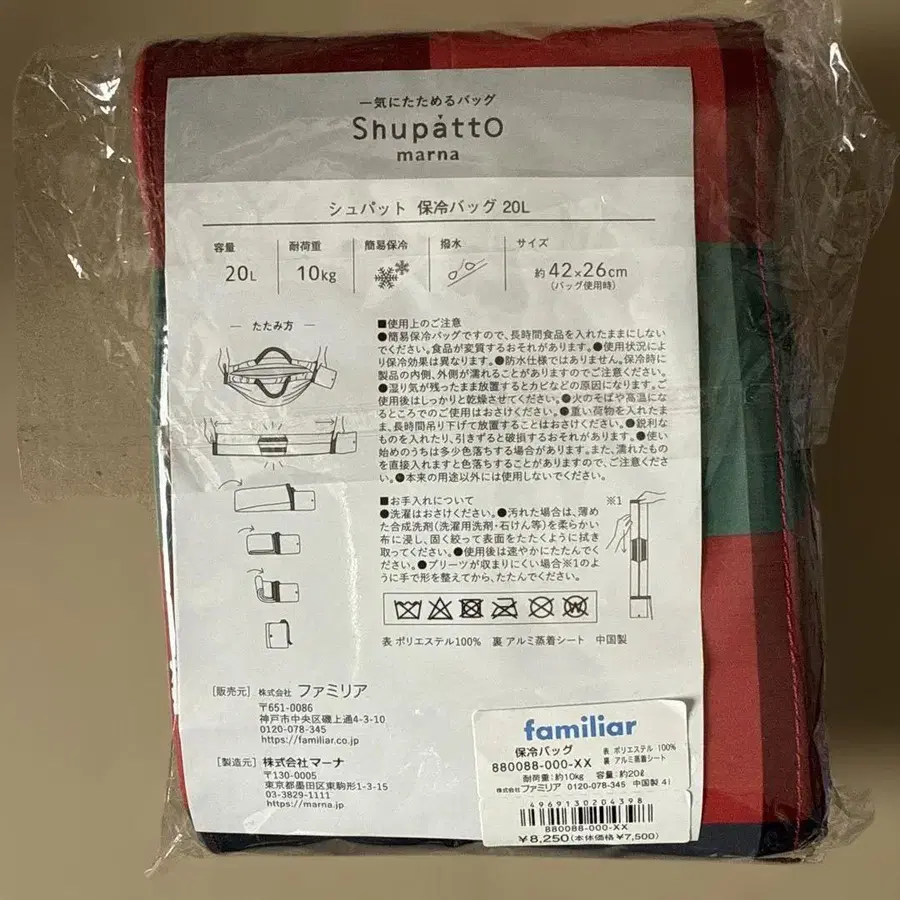 一気にたためるバッグ
Shupatto
marna
シュパット 保冷バッグ 20L
容量 耐荷重 簡易保冷 撥水 サイズ
20L 10kg 約 42×26cm
(バッグ使用時)
たたみ方
■使用上のご注意
●簡易保冷バッグですので、長時間食品を入れたままにしない
でください。食品が変質するおそれがあります。●使用状況によ
り保冷効果は異なります。●防水仕様ではありません。保冷時に
製品の内側、外側が濡れることがありますのでご注意ください。
●湿り気が残ったまま放置するとカビなどの原因になります。ご
使用後はしっかりと乾燥させてください。●火のそばや高温にな
るところでのご使用はおさけください。●重い荷物を入れたま
ま、長時間吊り下げて放置することはおさけください。●鋭利な
ものを入れたり、引きずると破損するおそれがあります。●使い
始めのうちは多少色落ちする場合があります。また、濡れたもの
を直接入れますと色落ちすることがありますので、ご注意くださ
い。●本来の用途以外には使用しないでください。
■お手入れについて
●洗濯はおさけください。●汚れた場合は、薄め
た合成洗剤(洗濯用洗剤・石けん等)を柔らかい
布に浸し、固く絞って表面をたたくように拭き
取ってください。●使用後は速やかにたたんでく
ださい。●プリーツが収まりにくい場合※1のよ
うに手で形を整えてから、たたんでください。
※1
表 ポリエステル100% 裏 アルミ蒸着シート 中国製
[販売元] 株式会社 ファミリア
〒651-0086
神戸市中央区磯上通4-3-10
0120-078-345
https://familiar.co.jp
[製造元] 株式会社マーナ
〒130-0005
東京都墨田区東駒形1-3-15
03-3829-1111
https://marna.jp
familiar
保冷バッグ 表 ポリエステル 100%
880088-000-XX 裏 アルミ蒸着シート
耐荷重:約10kg 容量:約20ℓ
株式会社ファミリア 0120-078-345 中国製 41
4969130204398
880088-000-XX
¥8,250(本体価格¥7,500)